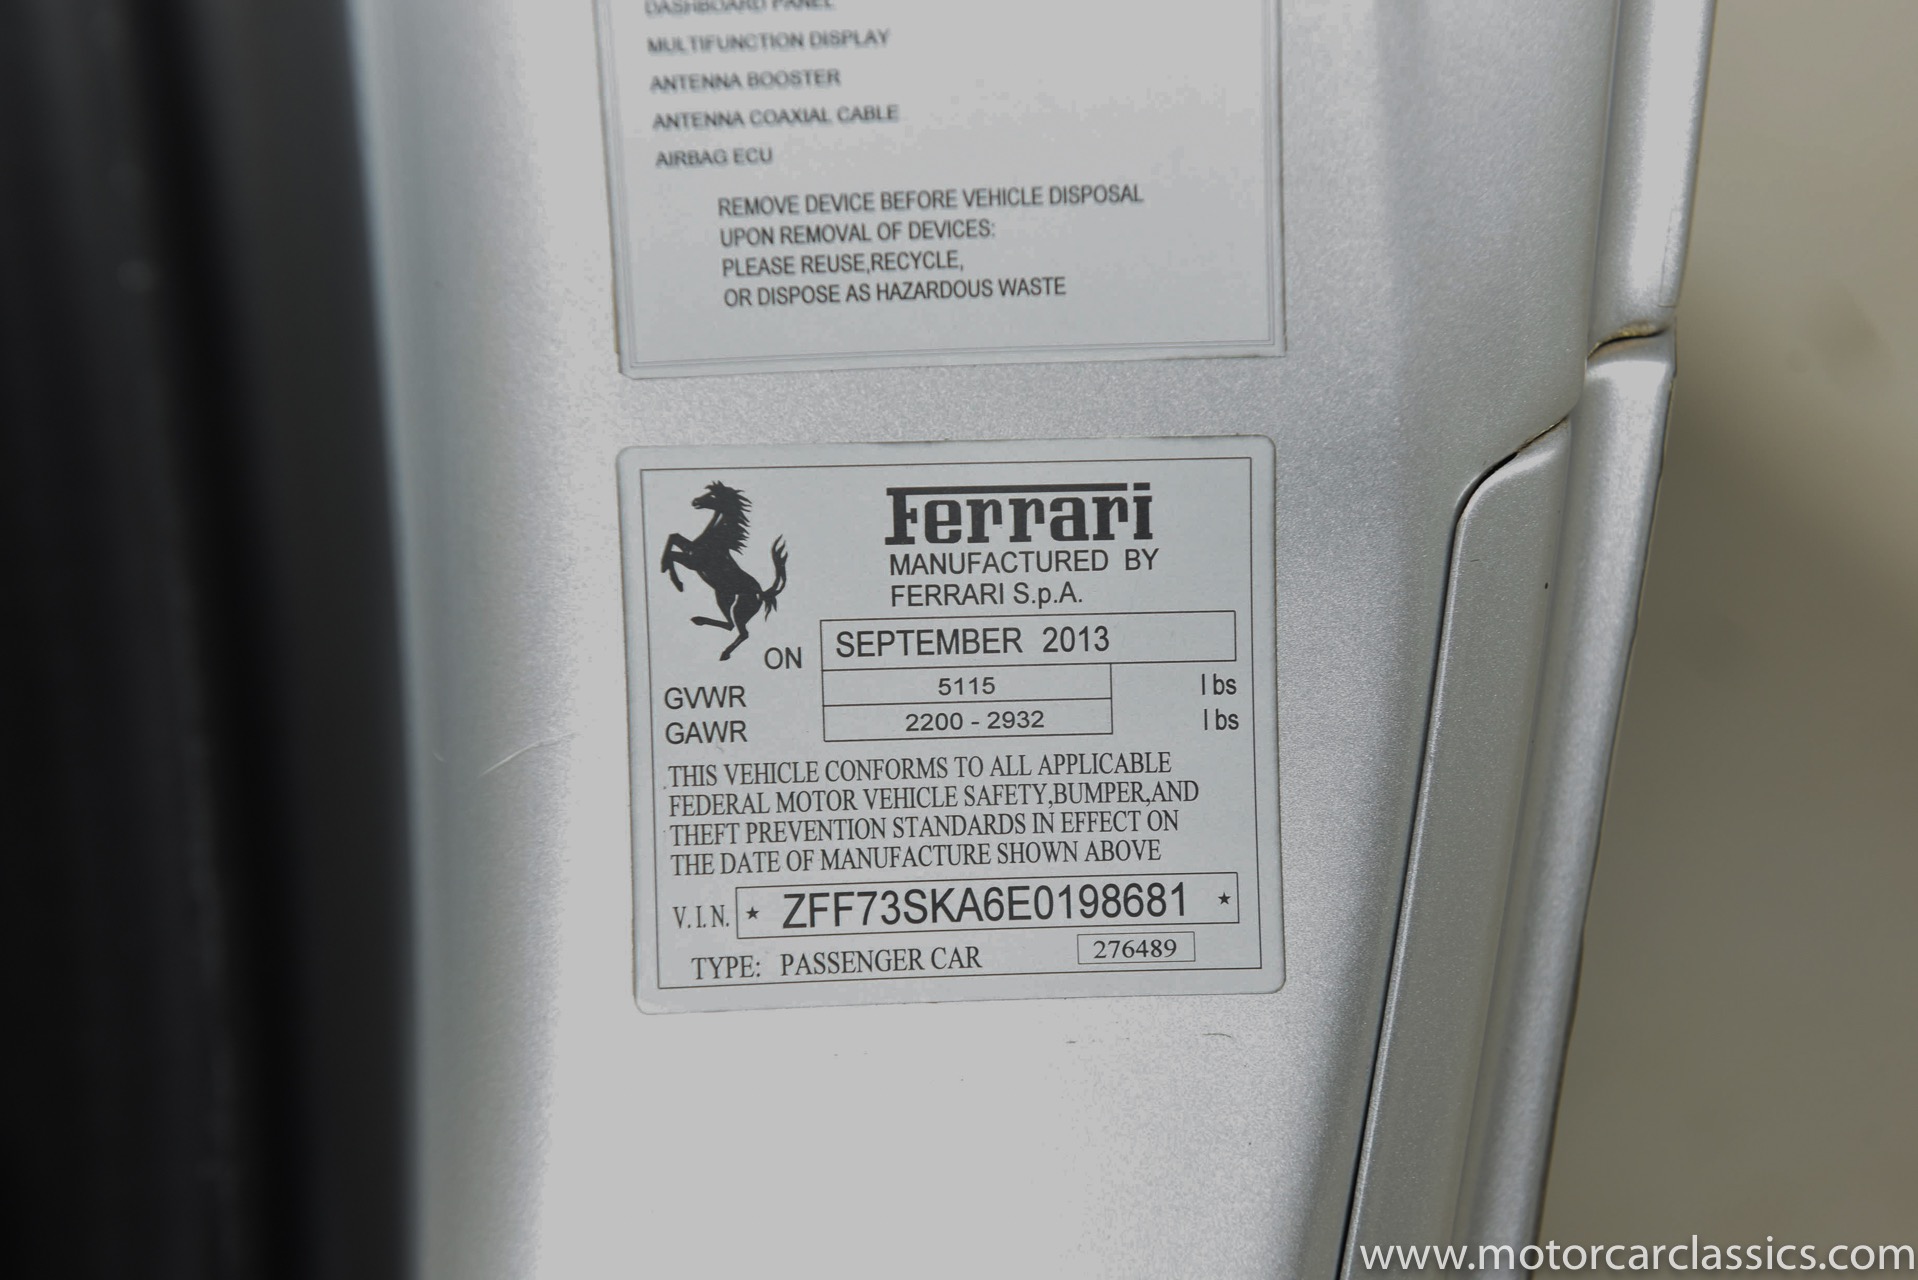 DASHBOARD PANEL
MULTIFUNCTION DISPLAY
ANTENNA BOOSTER
ANTENNA COAXIAL CABLE
AIRBAG ECU
REMOVE DEVICE BEFORE VEHICLE DISPOSAL
UPON REMOVAL OF DEVICES:
PLEASE REUSE,RECYCLE,
OR DISPOSE AS HAZARDOUS WASTE
Ferrari
MANUFACTURED BY
FERRARI S.p.A.
ON SEPTEMBER 2013
GVWR 5115 lbs
GAWR 2200 - 2932 lbs
THIS VEHICLE CONFORMS TO ALL APPLICABLE
FEDERAL MOTOR VEHICLE SAFETY,BUMPER,AND
THEFT PREVENTION STANDARDS IN EFFECT ON
THE DATE OF MANUFACTURE SHOWN ABOVE
V.I.N. ★ ZFF73SKA6E0198681 ★
TYPE: PASSENGER CAR 276489
www.motorcarclassics.com